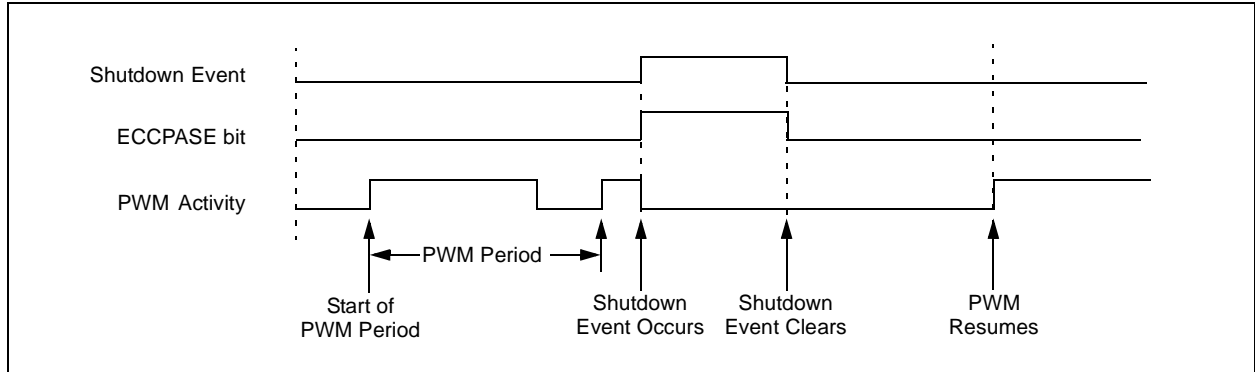 Shutdown Event
ECCPASE bit
PWM Activity
PWM Period
Start of
PWM Period
Shutdown
Event Occurs
Shutdown
Event Clears
PWM
Resumes